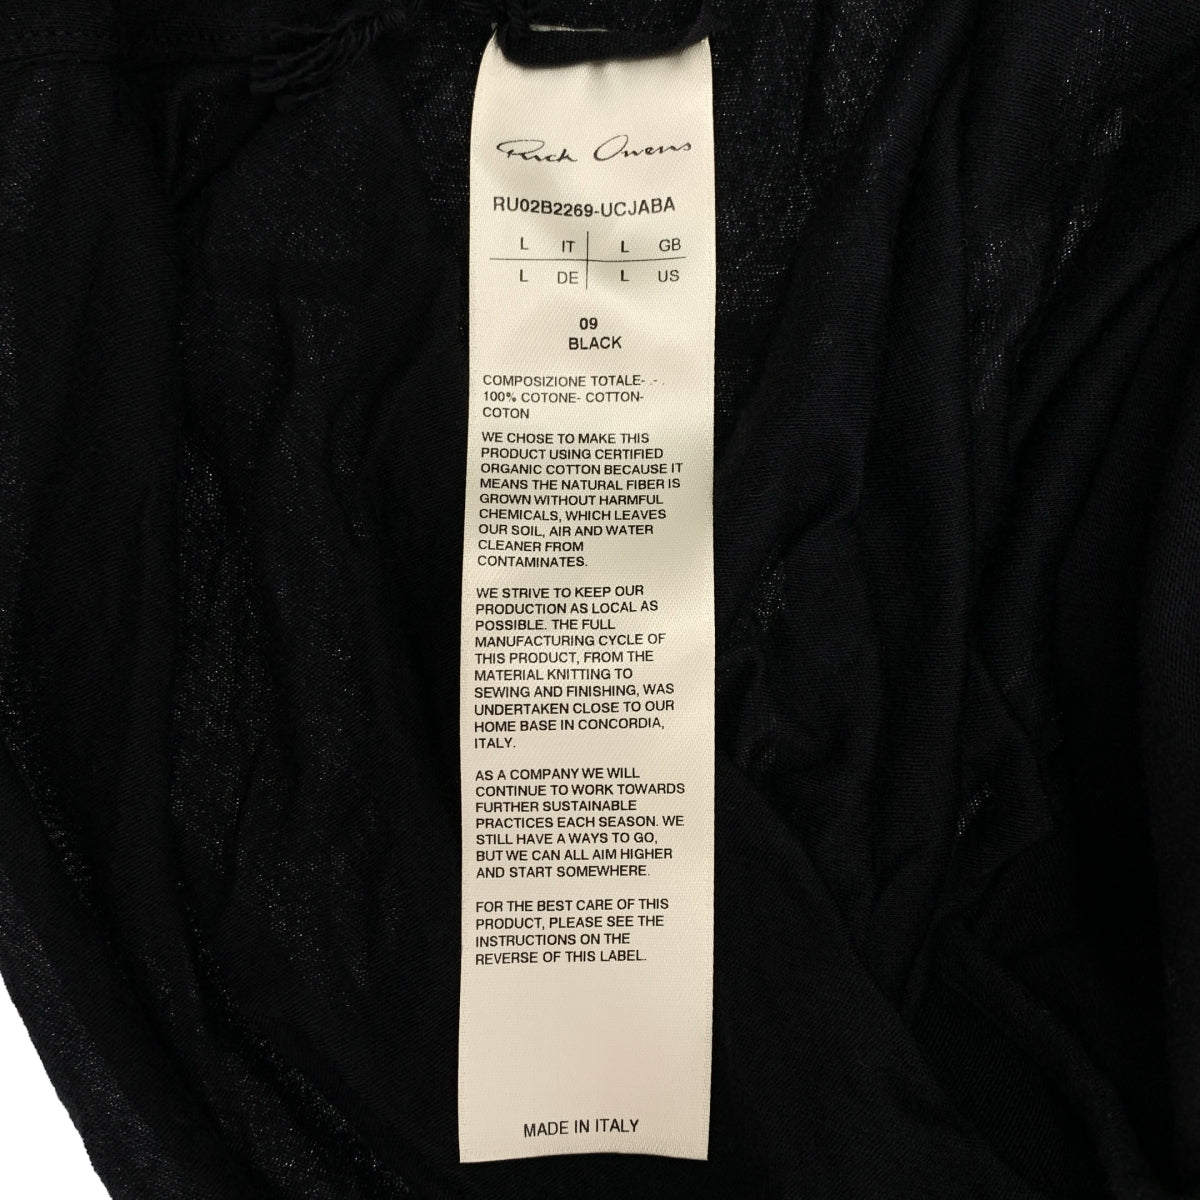 Rick Owens
RU02B2269-UCJABA
L IT L GB
L DE L US
09
BLACK
COMPOSIZIONE TOTALE- .- .
100% COTONE- COTTON-
COTON
WE CHOSE TO MAKE THIS
PRODUCT USING CERTIFIED
ORGANIC COTTON BECAUSE IT
MEANS THE NATURAL FIBER IS
GROWN WITHOUT HARMFUL
CHEMICALS, WHICH LEAVES
OUR SOIL, AIR AND WATER
CLEANER FROM
CONTAMINATES.
WE STRIVE TO KEEP OUR
PRODUCTION AS LOCAL AS
POSSIBLE. THE FULL
MANUFACTURING CYCLE OF
THIS PRODUCT, FROM THE
MATERIAL KNITTING TO
SEWING AND FINISHING, WAS
UNDERTAKEN CLOSE TO OUR
HOME BASE IN CONCORDIA,
ITALY.
AS A COMPANY WE WILL
CONTINUE TO WORK TOWARDS
FURTHER SUSTAINABLE
PRACTICES EACH SEASON. WE
STILL HAVE A WAYS TO GO,
BUT WE CAN ALL AIM HIGHER
AND START SOMEWHERE.
FOR THE BEST CARE OF THIS
PRODUCT, PLEASE SEE THE
INSTRUCTIONS ON THE
REVERSE OF THIS LABEL.
MADE IN ITALY